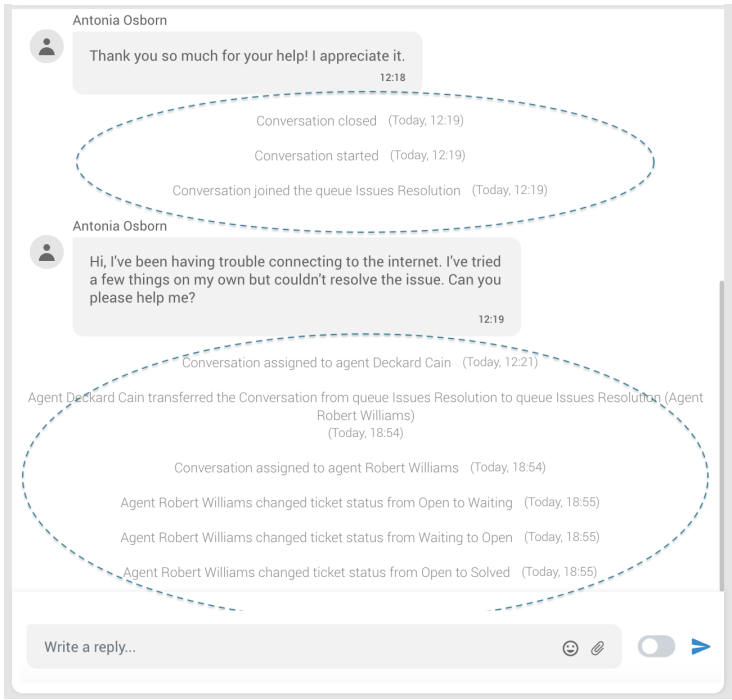 Antonia Osborn
Thank you so much for your help! I appreciate it.
12:18
Conversation closed (Today, 12:19)
Conversation started (Today, 12:19)
Conversation joined the queue Issues Resolution (Today, 12:19)
Antonia Osborn
Hi, I've been having trouble connecting to the internet. I've tried
a few things on my own but couldn't resolve the issue. Can you
please help me?
12:19
Conversation assigned to agent Deckard Cain (Today, 12:21)
Agent Deckard Cain transferred the Conversation from queue Issues Resolution to queue Issues Resolution (Agent
Robert Williams)
(Today, 18:54)
Conversation assigned to agent Robert Williams (Today, 18:54)
Agent Robert Williams changed ticket status from Open to Waiting (Today, 18:55)
Agent Robert Williams changed ticket status from Waiting to Open (Today, 18:55)
Agent Robert Williams changed ticket status from Open to Solved (Today, 18:55)
Write a reply...